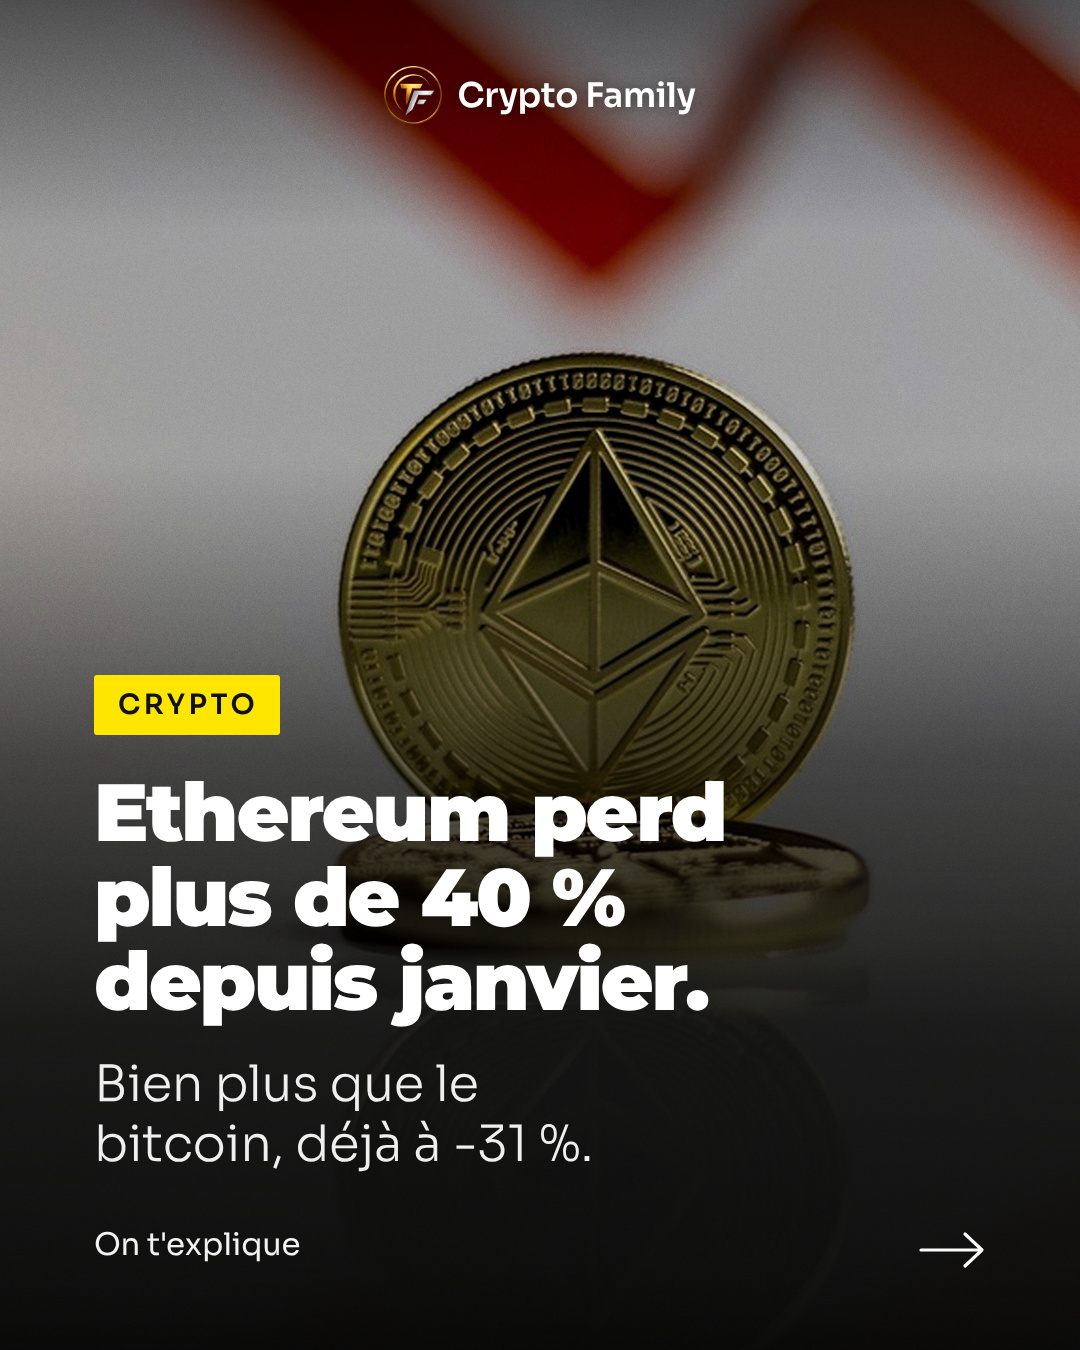 Crypto Family
CRYPTO
Ethereum perd
plus de 40 %
depuis janvier.
Bien plus que le
bitcoin, déjà à -31 %.
On t'explique